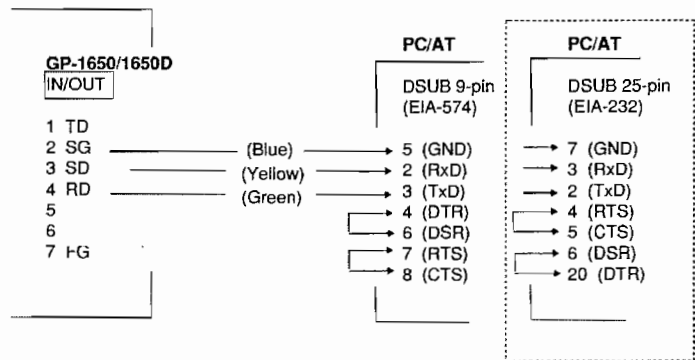 GP-1650/1650D
IN/OUT
1 TD
2 SG
3 SD
4 RD
5
6
7 FG
(Blue)
(Yellow)
(Green)
PC/AT
DSUB 9-pin
(EIA-574)
5 (GND)
2 (RxD)
3 (TxD)
4 (DTR)
6 (DSR)
7 (RTS)
8 (CTS)
PC/AT
DSUB 25-pin
(EIA-232)
7 (GND)
3 (RxD)
2 (TxD)
4 (RTS)
5 (CTS)
6 (DSR)
20 (DTR)